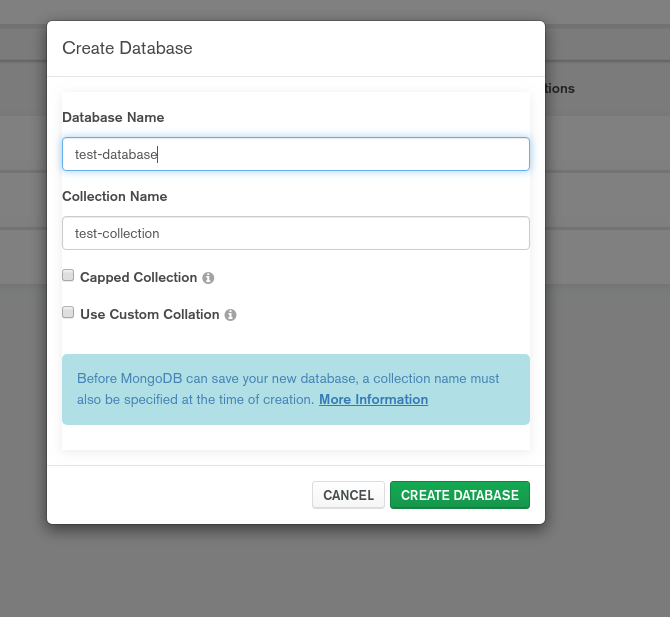 Create Database
tions
Database Name
test-database
Collection Name
test-collection
Capped Collection
Use Custom Collation
Before MongoDB can save your new database, a collection name must
also be specified at the time of creation. More Information
CANCEL
CREATE DATABASE